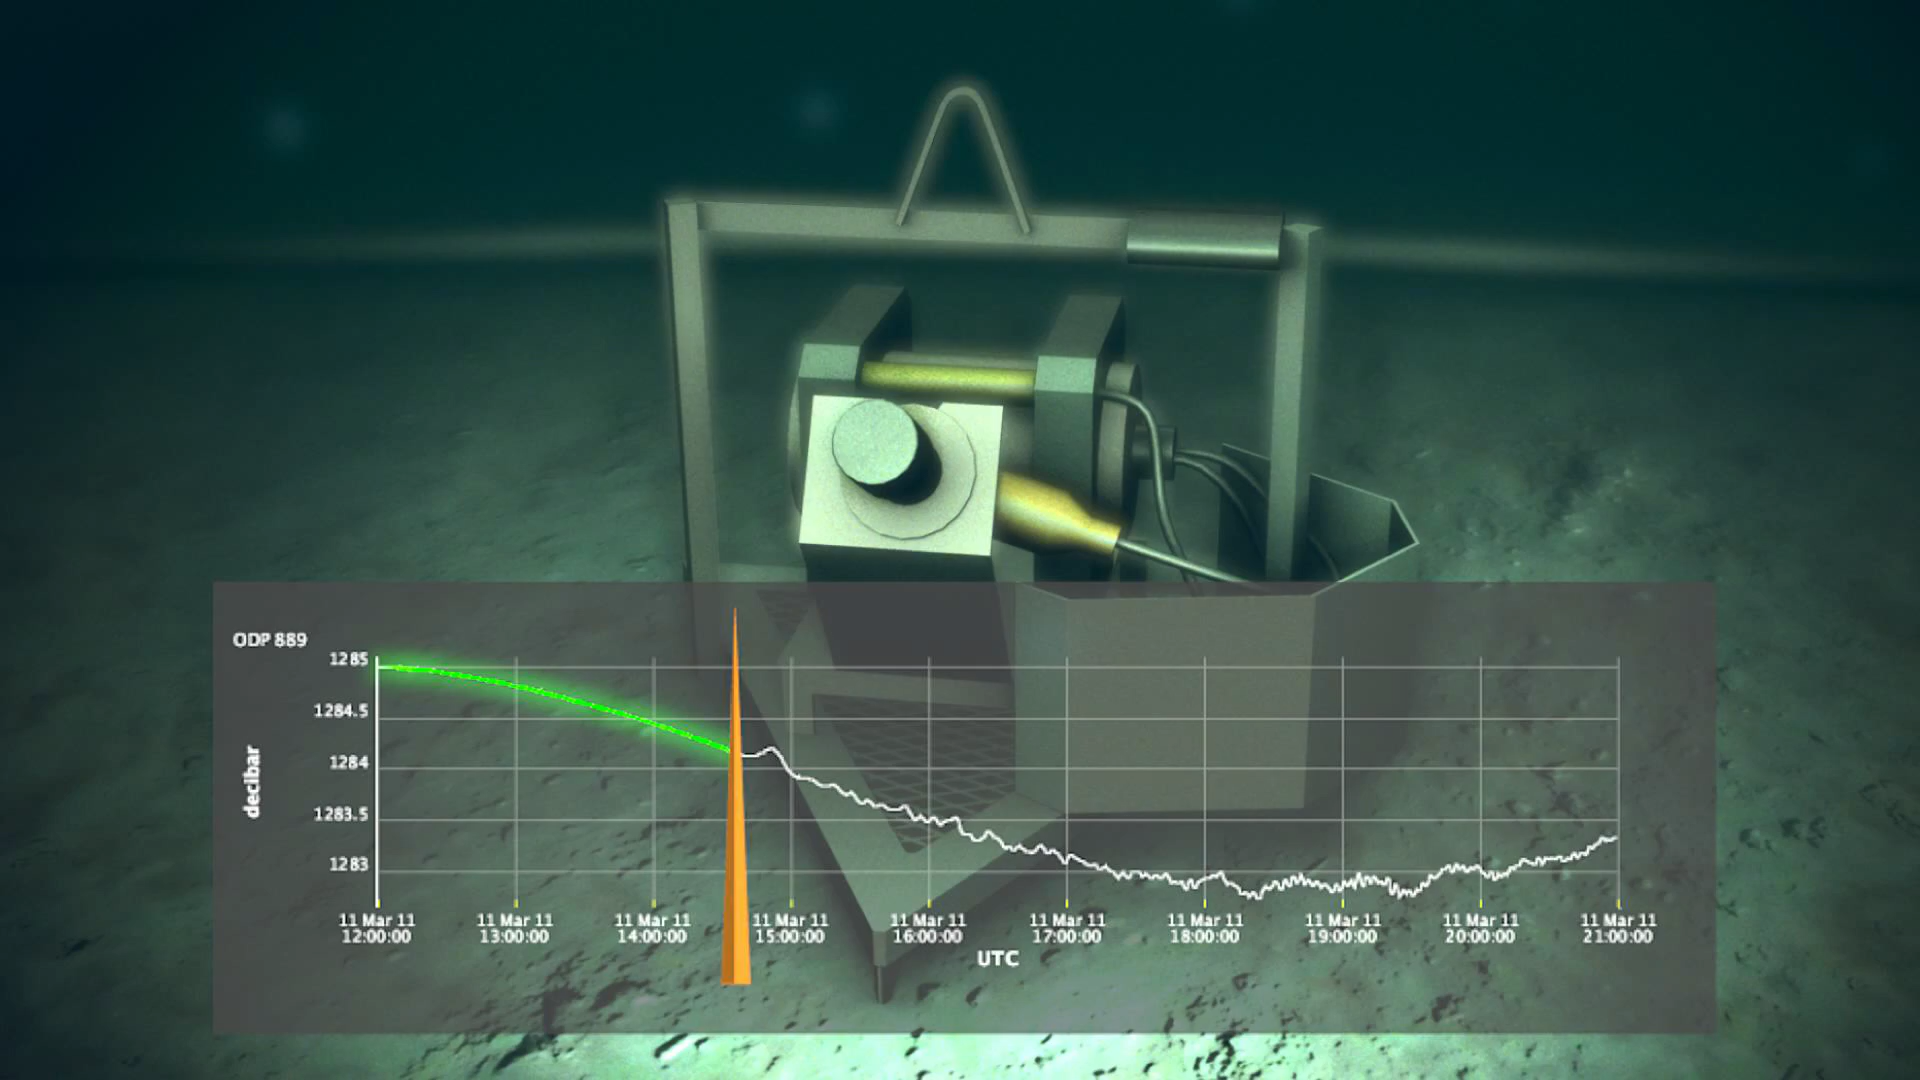 ODP 889
1285
1284.5
1284
1283.5
1283
decibar
11 Mar 11 11 Mar 11 11 Mar 11 11 Mar 11 11 Mar 11 11 Mar 11 11 Mar 11 11 Mar 11 11 Mar 11 11 Mar 11
12:00:00 13:00:00 14:00:00 15:00:00 16:00:00 17:00:00 18:00:00 19:00:00 20:00:00 21:00:00
UTC